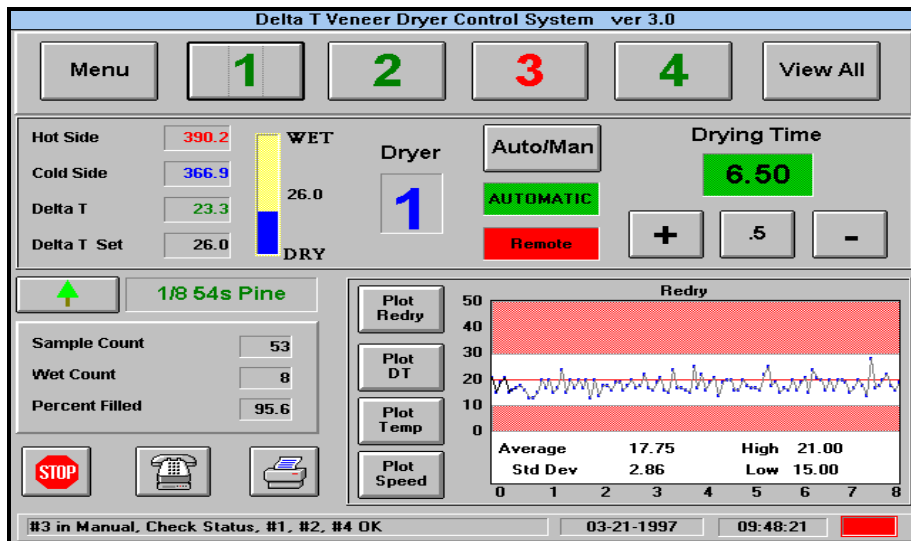 Delta T Veneer Dryer Control System ver 3.0
Menu
1
2
3
4
View All
Hot Side 390.2
Cold Side 366.9
Delta T 23.3
Delta T Set 26.0
WET
26.0
DRY
Dryer
1
Auto/Man
AUTOMATIC
Remote
Drying Time
6.50
+
.5
-
1/8 54s Pine
Sample Count 53
Wet Count 8
Percent Filled 95.6
STOP
Plot Redry
Plot DT
Plot Temp
Plot Speed
Redry
50
40
30
20
10
0
Average 17.75 High 21.00
Std Dev 2.86 Low 15.00
0 1 2 3 4 5 6 7 8
#3 in Manual, Check Status, #1, #2, #4 OK
03-21-1997
09:48:21